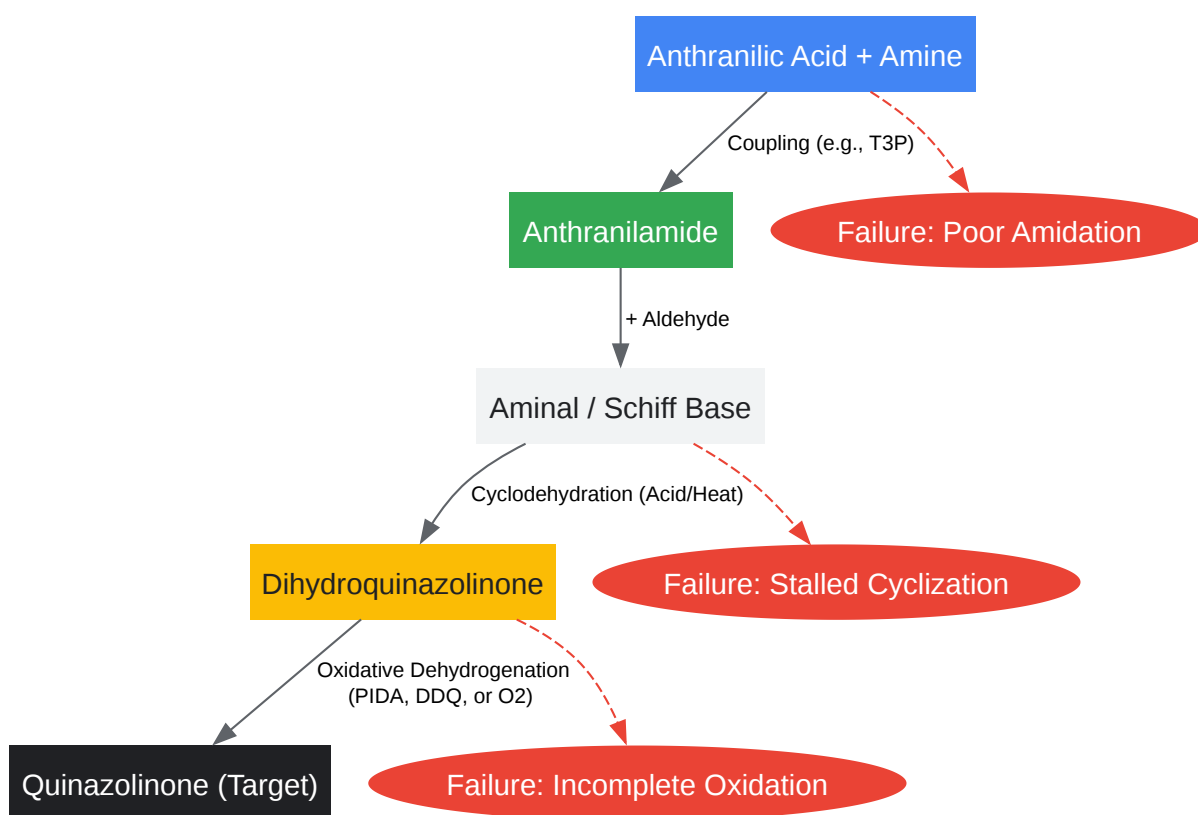 Anthranilic Acid + Amine
Coupling (e.g., T3P)
Anthranilamide
Failure: Poor Amidation
+ Aldehyde
Aminal / Schiff Base
Cyclodehydration (Acid/Heat)
Dihydroquinazolinone
Failure: Stalled Cyclization
Oxidative Dehydrogenation
(PIDA, DDQ, or O2)
Quinazolinone (Target)
Failure: Incomplete Oxidation